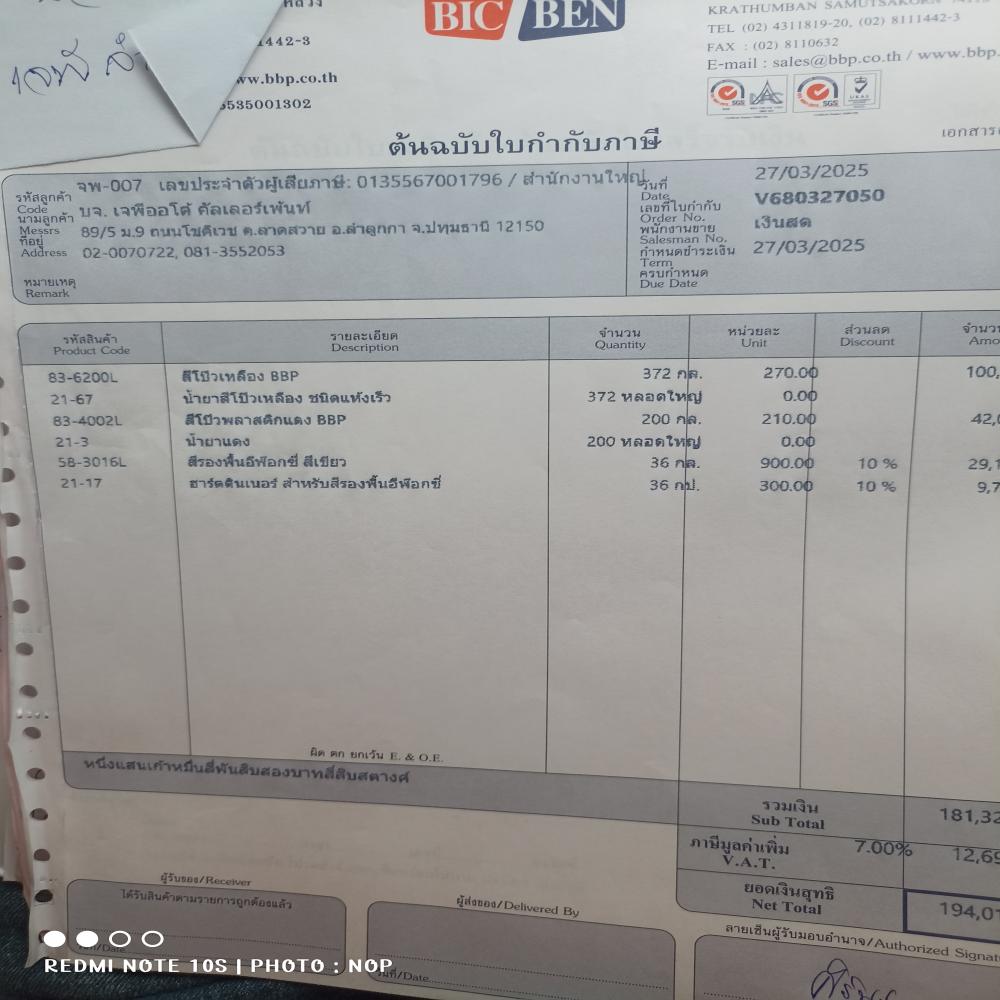 BIC BEN
KRATHUMBAN SAMUTSAKORN
TEL (02) 4311819-20, (02) 8111442-3
FAX : (02) 8110632
E-mail : sales@bbp.co.th / www.bbp.
1442-3
ww.bbp.co.th
5535001302
SGS
SGS
UKAS
ต้นฉบับใบกำกับภาษี
รหัสลูกค้า
Code
จพ-007 เลขประจำตัวผู้เสียภาษี: 0135567001796 / สำนักงานใหญ่
นามลูกค้า
Messrs
บจ. เจพีออโต้ คัลเลอร์เพ้นท์
ที่อยู่
Address
89/5 ม.9 ถนนโชติเวช ต.ลาดสวาย อ.ลำลูกกา จ.ปทุมธานี 12150
02-0070722, 081-3552053
หมายเหตุ
Remark
วันที่
Date
27/03/2025
เลขที่ใบกำกับ
Order No.
V680327050
พนักงานขาย
Salesman No.
เงินสด
กำหนดชำระเงิน
Term
27/03/2025
ครบกำหนด
Due Date
รหัสสินค้า รายละเอียด จำนวน หน่วยละ ส่วนลด
Product Code Description Quantity Unit Discount
83-6200L สีโป๊วเหลือง BBP 372 กล. 270.00 100,
21-67 น้ำยาสีโป๊วเหลือง ชนิดแห้งเร็ว 372 หลอดใหญ่ 0.00
83-4002L สีโป๊วพลาสติกแดง BBP 200 กล. 210.00 42,0
21-3 น้ำยาแดง 200 หลอดใหญ่ 0.00
58-3016L สีรองพื้นอีพ๊อกซี่ สีเขียว 36 กล. 900.00 10 % 29,1
21-17 ฮาร์ดดินเนอร์ สำหรับสีรองพื้นอีพ๊อกซี่ 36 กป. 300.00 10 % 9,7
ผิด ตก ยกเว้น E. & O.E.
หนึ่งแสนเก้าหมื่นสี่พันสิบสองบาทสี่สิบสตางค์
รวมเงิน
Sub Total
181,32
ภาษีมูลค่าเพิ่ม 7.00% 12,69
V.A.T.
ยอดเงินสุทธิ
Net Total
194,01
ผู้รับของ/Receiver
ได้รับสินค้าตามรายการถูกต้องแล้ว
ผู้ส่งของ/Delivered By
วันที่/Date
ลายเซ็นผู้รับมอบอำนาจ/Authorized Signatu
REDMI NOTE 10S | PHOTO : NOP